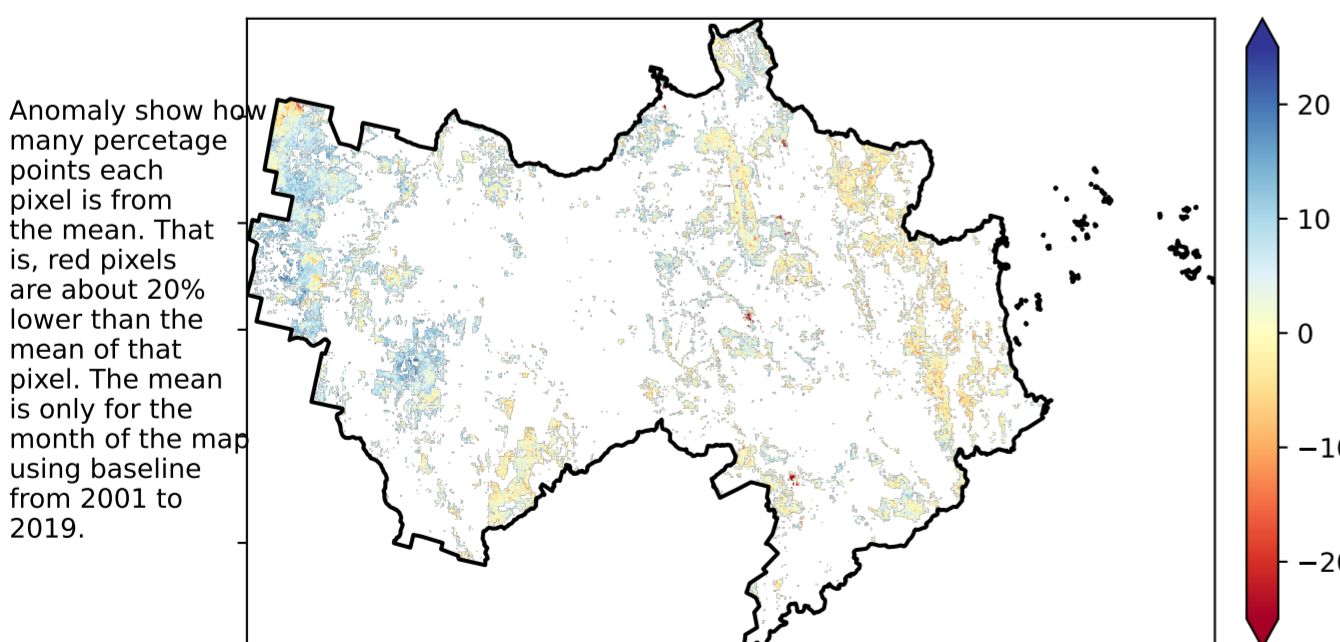 Anomaly show how
many percetage
points each
pixel is from
the mean. That
is, red pixels
are about 20%
lower than the
mean of that
pixel. The mean
is only for the
month of the map
using baseline
from 2001 to
2019.
20
10
0
−10
−20